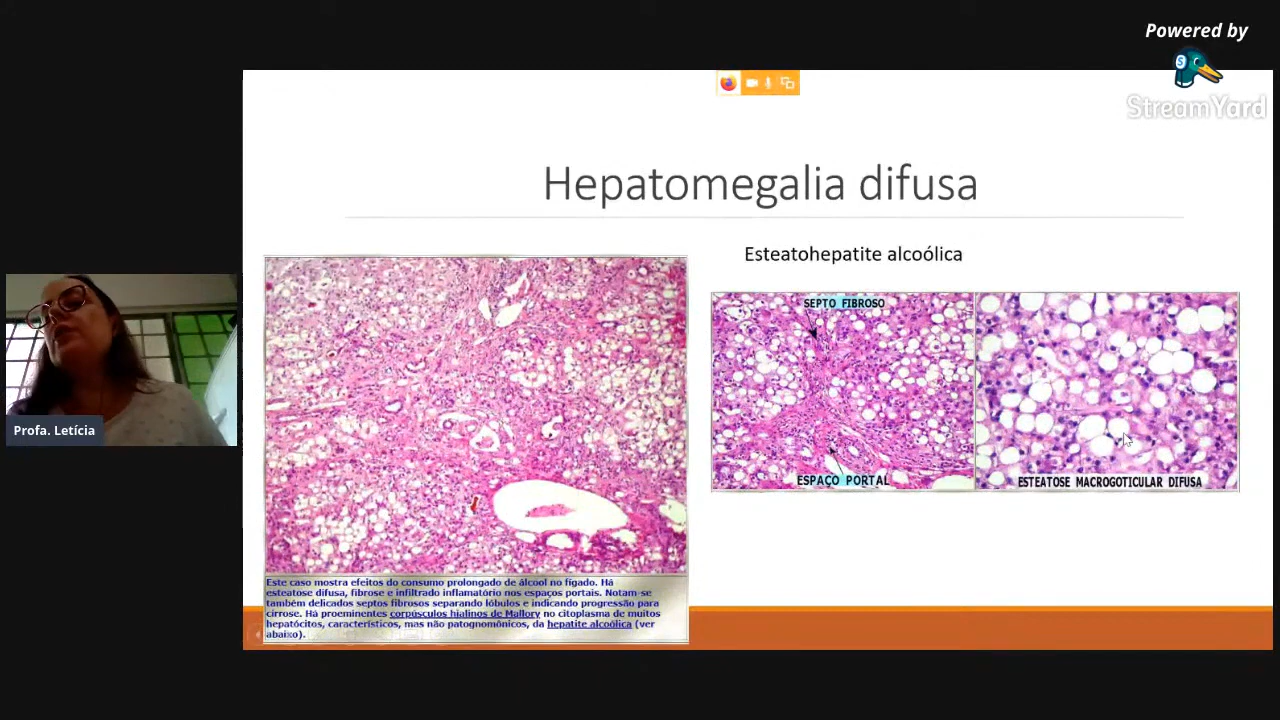 Powered by
StreamYard
Hepatomegalia difusa
Esteatohepatite alcoólica
SEPTO FIBROSO
ESPAÇO PORTAL
ESTEATOSE MACROGOTICULAR DIFUSA
Profa. Letícia
Este caso mostra efeitos do consumo prolongado de álcool no fígado. Há
esteatose difusa, fibrose e infiltrado inflamatório nos espaços portais. Notam-se
também delicados septos fibrosos separando lóbulos e indicando progressão para
cirrose. Há proeminentes corpúsculos hialinos de Mallory no citoplasma de muitos
hepatócitos, característicos, mas não patognomônicos, da hepatite alcoólica (ver
abaixo).